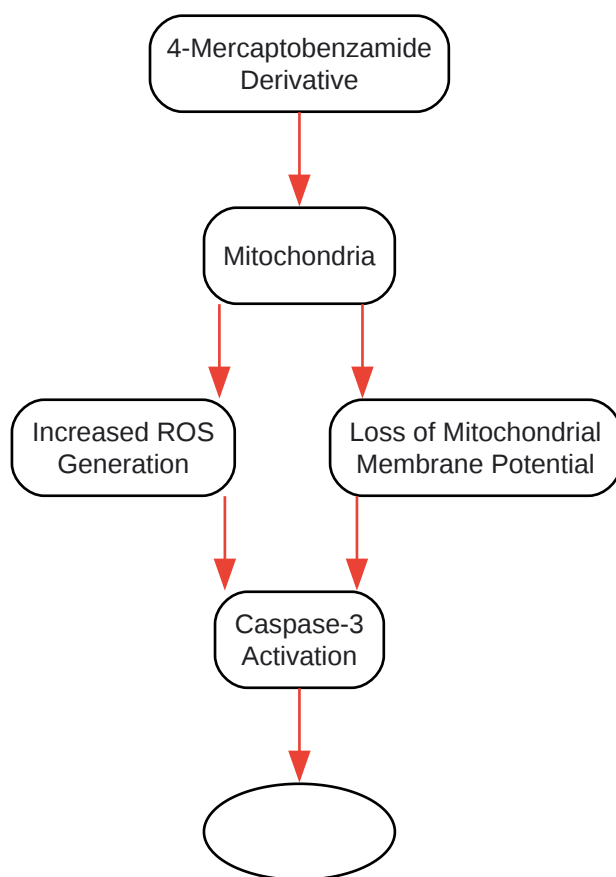 4-Mercaptobenzamide
Derivative
Mitochondria
Increased ROS
Generation
Loss of Mitochondrial
Membrane Potential
Caspase-3
Activation